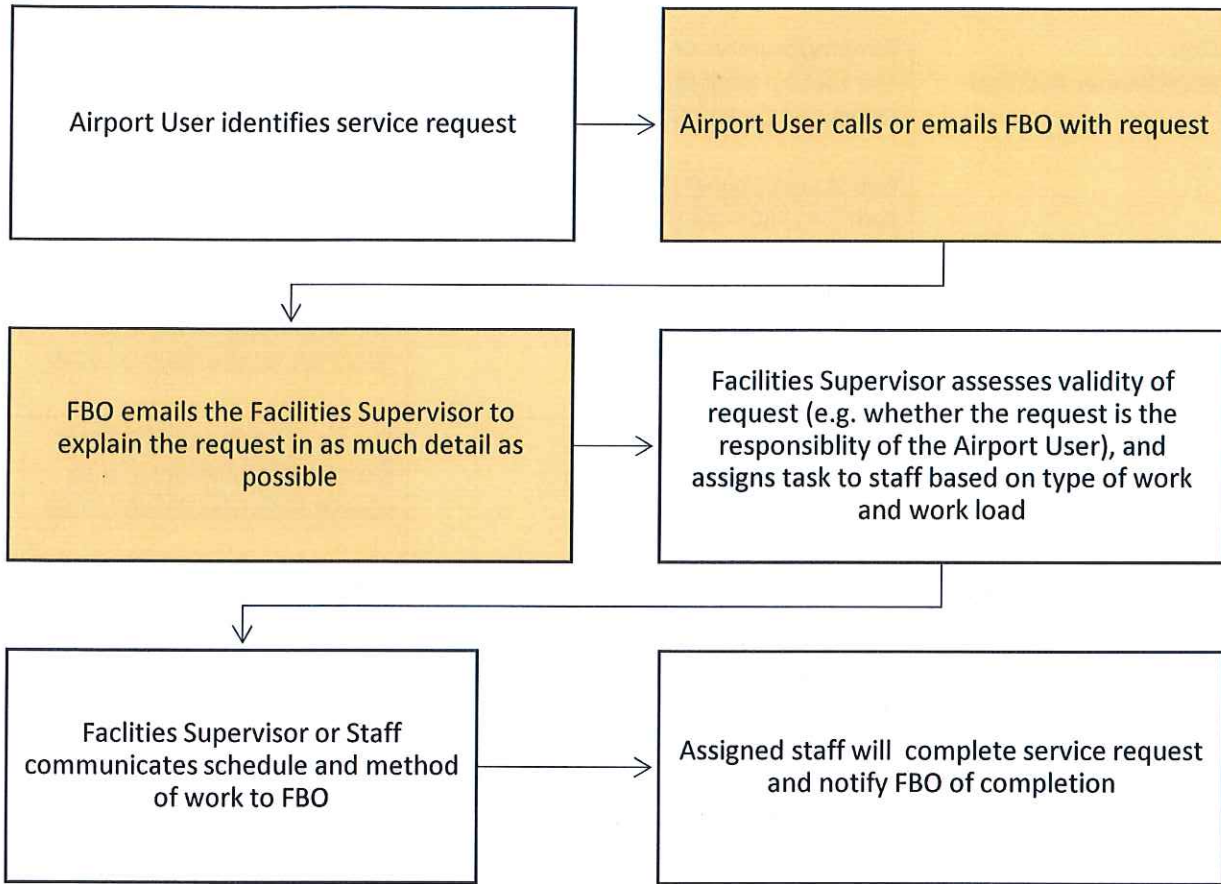 Airport User identifies service request
Airport User calls or emails FBO with request
FBO emails the Facilities Supervisor to
explain the request in as much detail as
possible
Facilities Supervisor assesses validity of
request (e.g. whether the request is the
responsiblity of the Airport User), and
assigns task to staff based on type of work
and work load
Faclities Supervisor or Staff
communicates schedule and method
of work to FBO
Assigned staff will complete service request
and notify FBO of completion